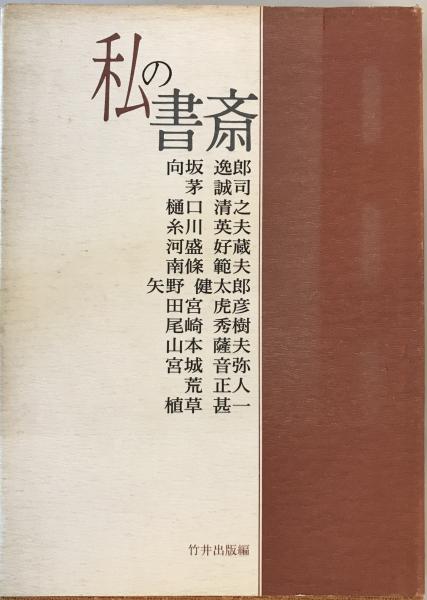 私の
書斎
向坂 逸郎
茅 誠司
樋口 清之
糸川 英夫
河盛 好蔵
南條 範夫
矢野 健太郎
田宮 虎彦
尾崎 秀樹
山本 薩夫
宮城 音弥
荒 正人
植草 甚一
竹井出版編